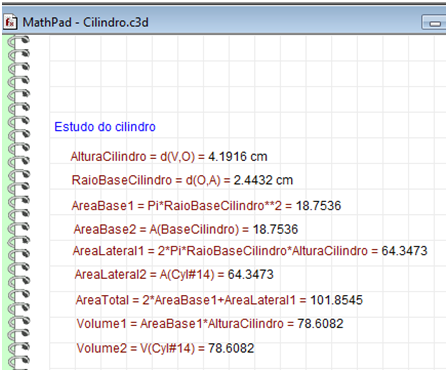 MathPad - Cilindro.c3d
Estudo do cilindro
AlturaCilindro = d(V,O) = 4.1916 cm
RaioBaseCilindro = d(O,A) = 2.4432 cm
AreaBase1 = Pi*RaioBaseCilindro**2 = 18.7536
AreaBase2 = A(BaseCilindro) = 18.7536
AreaLateral1 = 2*Pi*RaioBaseCilindro*AlturaCilindro = 64.3473
AreaLateral2 = A(Cyl#14) = 64.3473
AreaTotal = 2*AreaBase1+AreaLateral1 = 101.8545
Volume1 = AreaBase1*AlturaCilindro = 78.6082
Volume2 = V(Cyl#14) = 78.6082